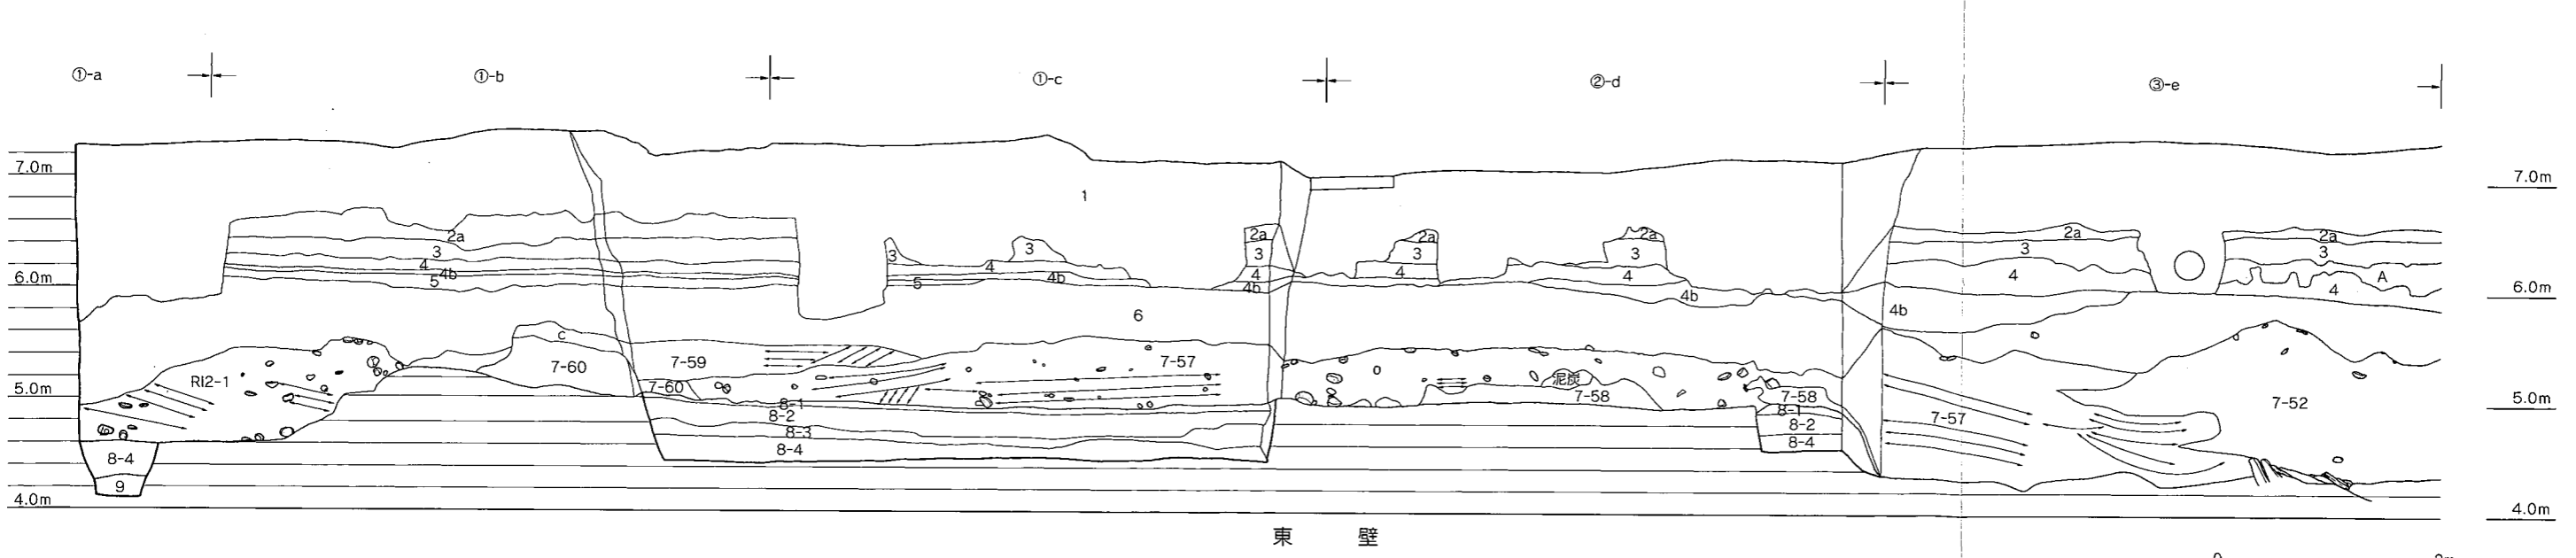 ①-a ①-b ①-c ②-d ③-e
7.0m 7.0m
1
2a 2a 2a 2a 2a 2a
3 3 3 3 3 3 3 3
4 4 4 4 4 4 4
4b 4b 4b 4b 4b A
6.0m 5 5 6.0m
6
c
RI2-1 7-60 7-59 7-57
5.0m 7-60 泥炭 7-58 7-58 7-57 7-52 5.0m
8-1 8-1
8-2 8-2
8-3
8-4 8-4 8-4
9
4.0m 4.0m
東 壁